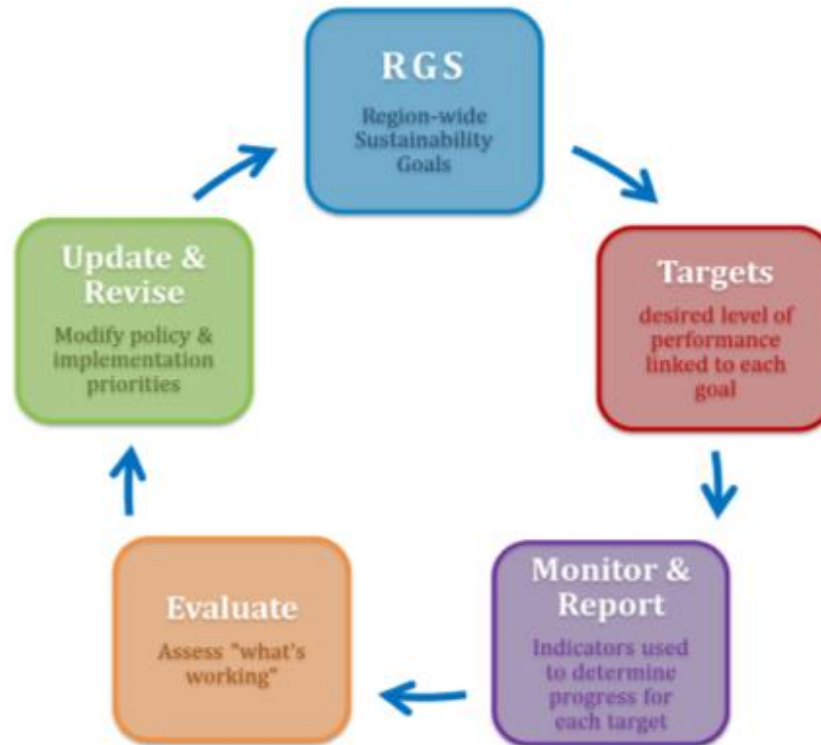 RGS
Region-wide
Sustainability
Goals
Targets
desired level of
performance
linked to each
goal
Monitor &
Report
Indicators used
to determine
progress for
each target
Evaluate
Assess "what's
working"
Update &
Revise
Modify policy &
implementation
priorities